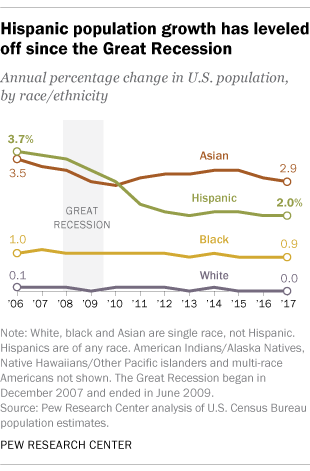 Hispanic population growth has leveled
off since the Great Recession
Annual percentage change in U.S. population,
by race/ethnicity
3.7%
3.5
Asian
2.9
Hispanic
2.0%
GREAT
RECESSION
1.0
Black
0.9
0.1
White
0.0
'06 '07 '08 '09 '10 '11 '12 '13 '14 '15 '16 '17
Note: White, black and Asian are single race, not Hispanic.
Hispanics are of any race. American Indians/Alaska Natives,
Native Hawaiians/Other Pacific islanders and multi-race
Americans not shown. The Great Recession began in
December 2007 and ended in June 2009.
Source: Pew Research Center analysis of U.S. Census Bureau
population estimates.
PEW RESEARCH CENTER